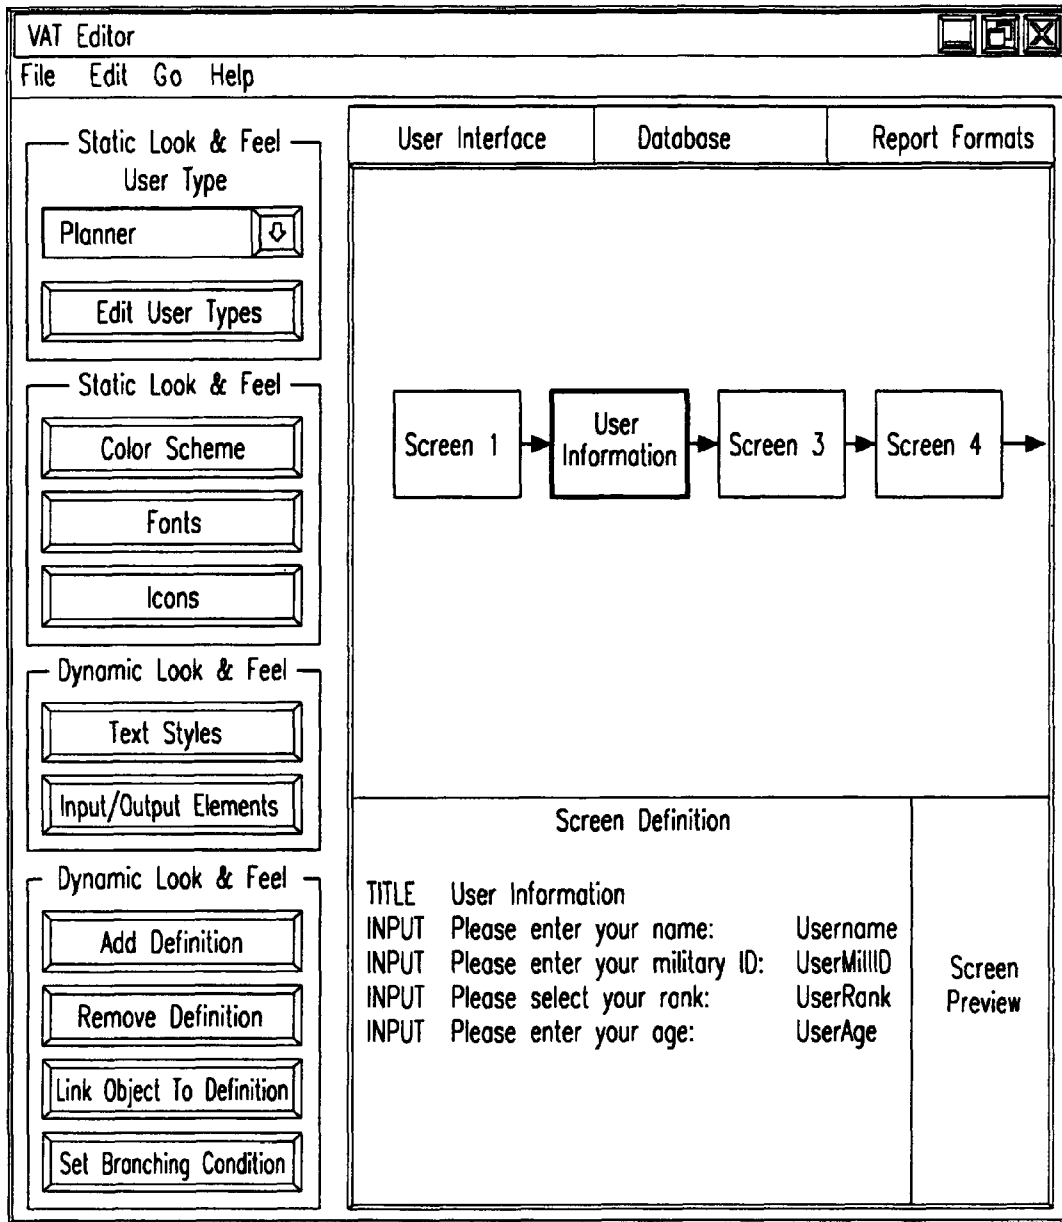 VAT Editor
File Edit Go Help
Static Look & Feel
User Type
Planner
Edit User Types
Static Look & Feel
Color Scheme
Fonts
Icons
Dynamic Look & Feel
Text Styles
Input/Output Elements
Dynamic Look & Feel
Add Definition
Remove Definition
Link Object To Definition
Set Branching Condition
User Interface Database Report Formats
Screen 1
User
Information
Screen 3
Screen 4
Screen Definition
TITLE User Information
INPUT Please enter your name: Username
INPUT Please enter your military ID: UserMillID
INPUT Please select your rank: UserRank
INPUT Please enter your age: UserAge
Screen
Preview